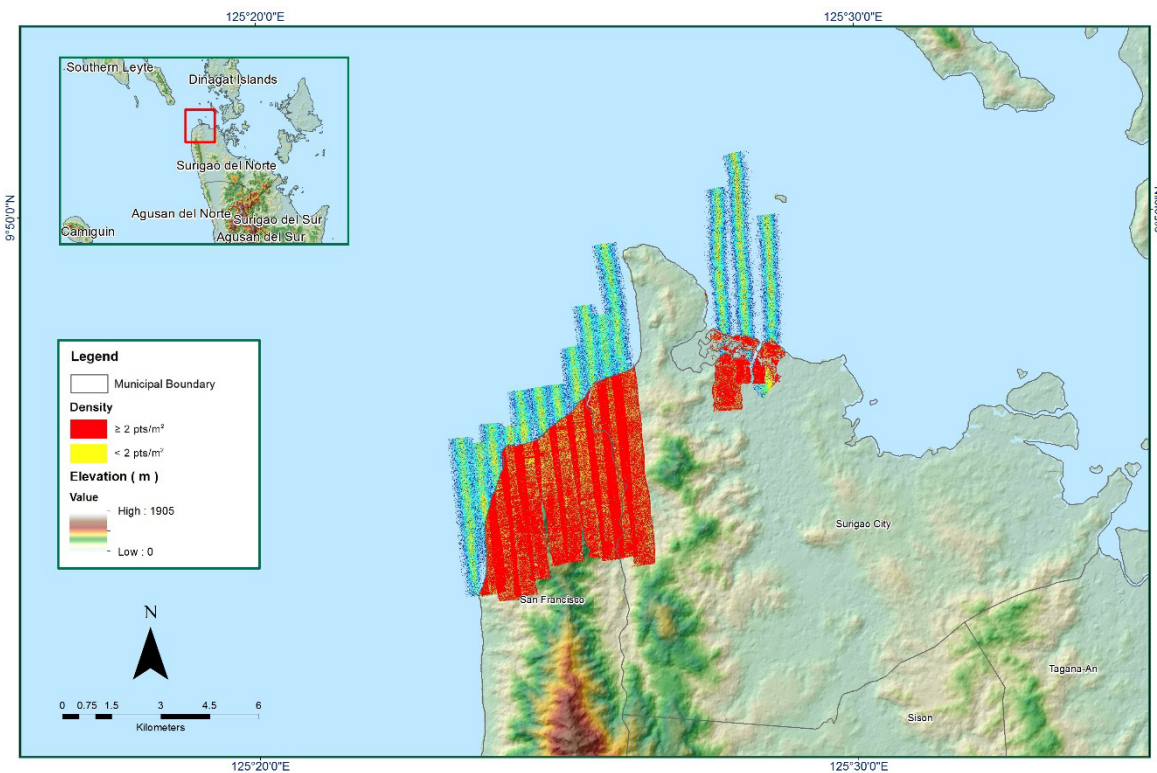 125°20'0"E
125°30'0"E
Southern Leyte
Dinagat Islands
Surigao del Norte
Agusan del Norte
Surigao del Sur
Camiguin
Agusan del Sur
9°50'0"N
Legend
Municipal Boundary
Density
≥ 2 pts/m²
< 2 pts/m²
Elevation ( m )
Value
High : 1905
Low : 0
Surigao City
San Francisco
Tagana-An
Sison
N
0 0.75 1.5 3 4.5 6
Kilometers
125°20'0"E
125°30'0"E